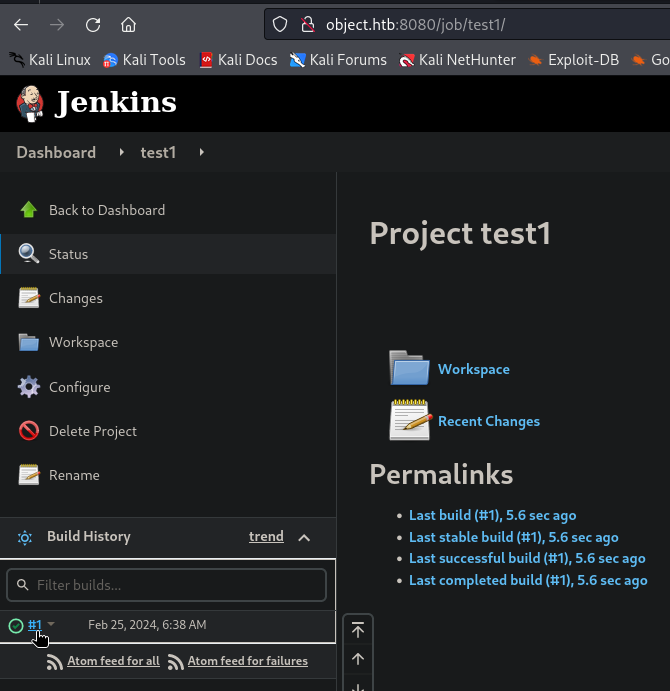 object.htb:8080/job/test1/
Kali Linux Kali Tools Kali Docs Kali Forums Kali NetHunter Exploit-DB Go
Jenkins
Dashboard test1
Back to Dashboard
Status
Changes
Workspace
Configure
Delete Project
Rename
Build History trend
Filter builds...
#1 Feb 25, 2024, 6:38 AM
Atom feed for all Atom feed for failures
Project test1
Workspace
Recent Changes
Permalinks
Last build (#1), 5.6 sec ago
Last stable build (#1), 5.6 sec ago
Last successful build (#1), 5.6 sec ago
Last completed build (#1), 5.6 sec ago